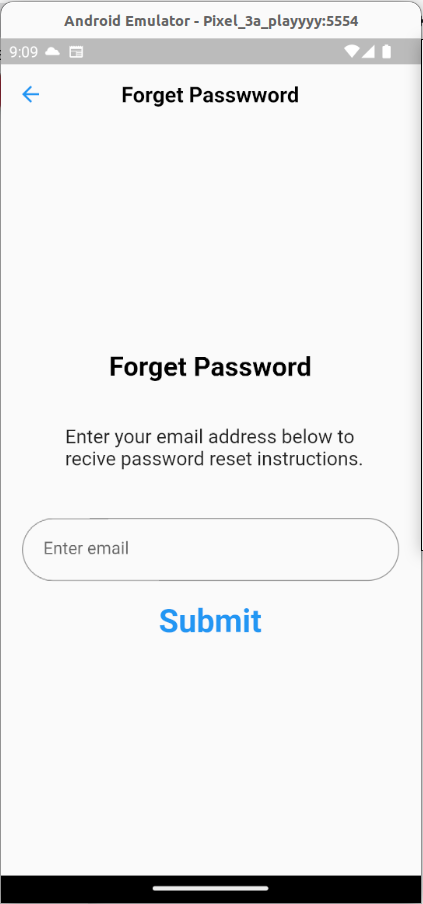 Android Emulator - Pixel_3a_playyyy:5554
9:09
Forget Passwword
Forget Password
Enter your email address below to
recive password reset instructions.
Enter email
Submit